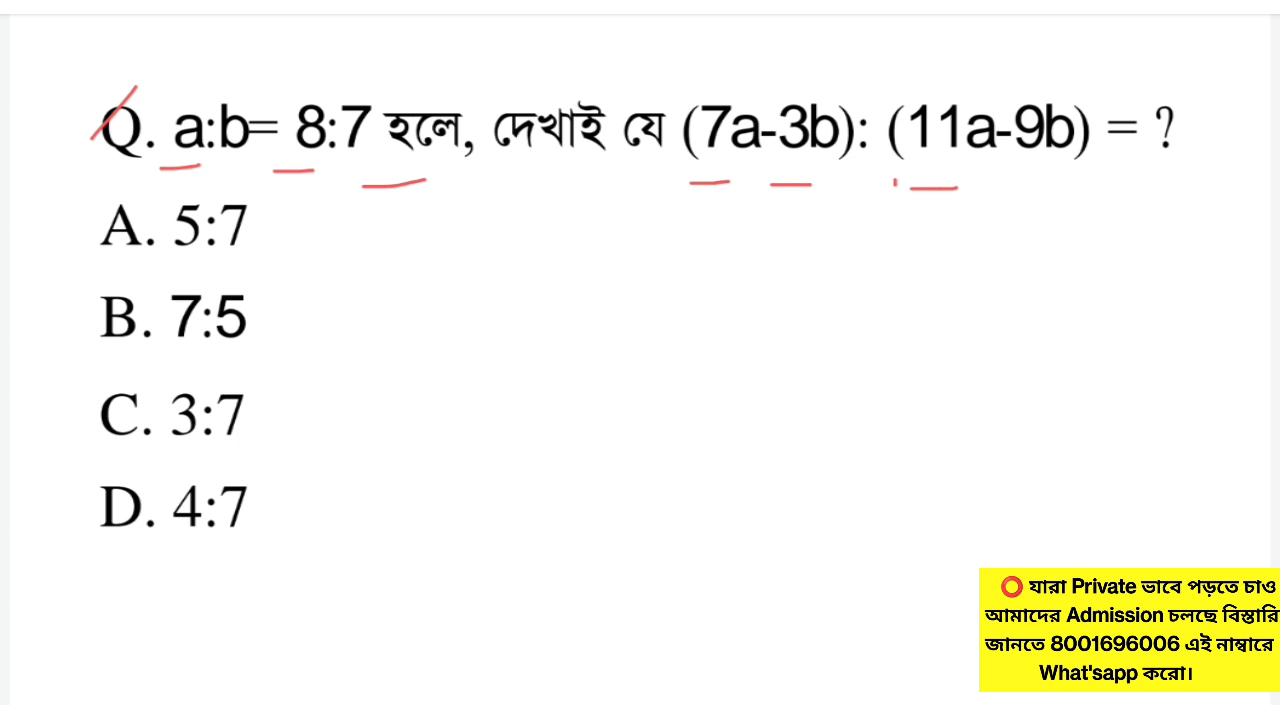 Q. a:b= 8:7 হলে, দেখাই যে (7a-3b): (11a-9b) = ?
A. 5:7
B. 7:5
C. 3:7
D. 4:7
⭕ যারা Private ভাবে পড়তে চাও
আমাদের Admission চলছে বিস্তারি
জানতে 8001696006 এই নাম্বারে
What'sapp করো।